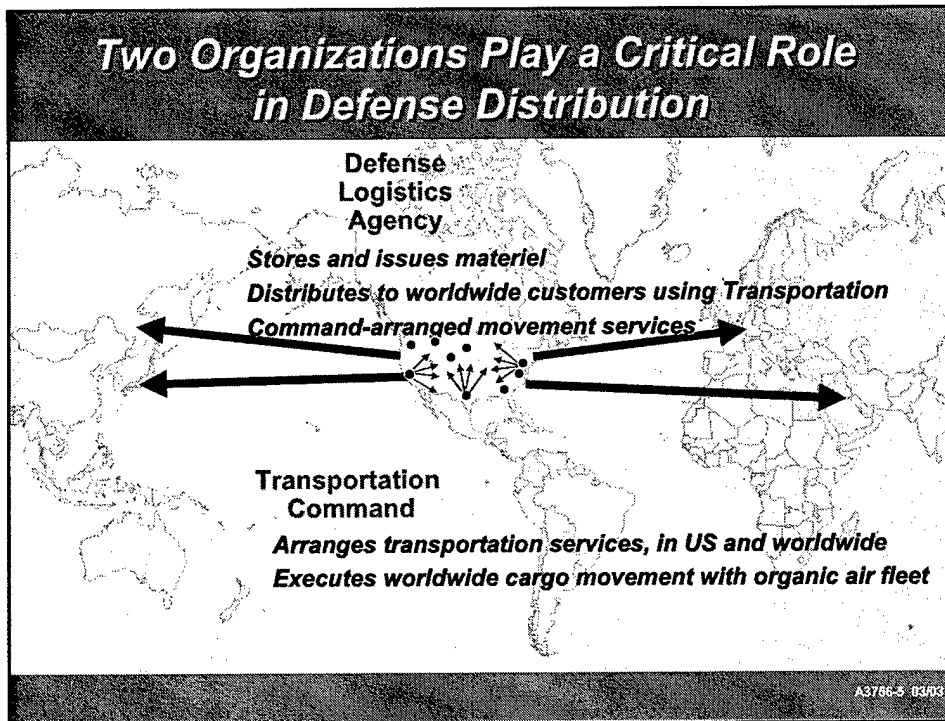 Two Organizations Play a Critical Role
in Defense Distribution
Defense
Logistics
Agency
Stores and issues materiel
Distributes to worldwide customers using Transportation
Command-arranged movement services
Transportation
Command
Arranges transportation services, in US and worldwide
Executes worldwide cargo movement with organic air fleet
A3756-5 03/03